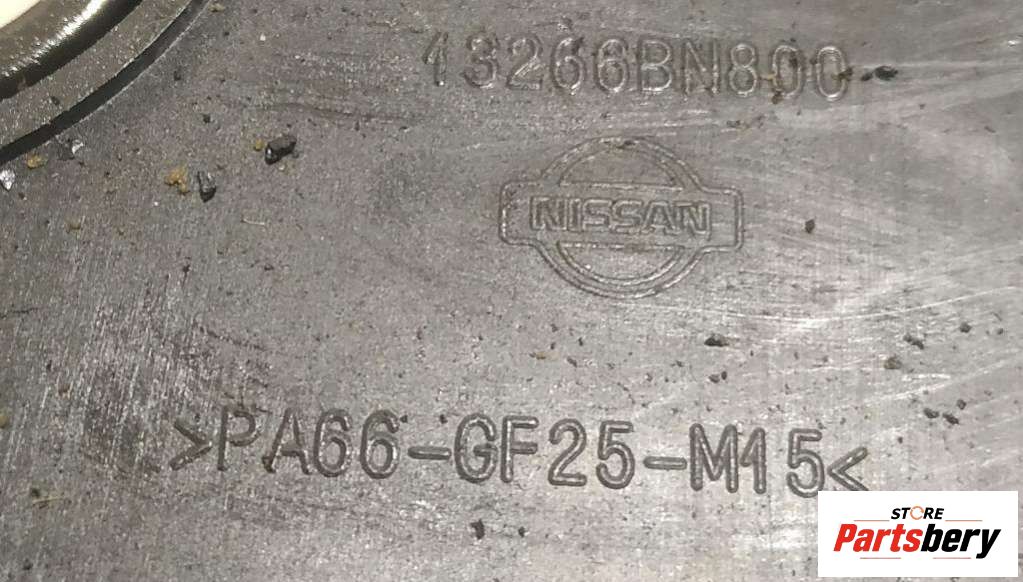 13266BN800
NISSAN
>PA66-GF25-M15<
STORE
Partsbery